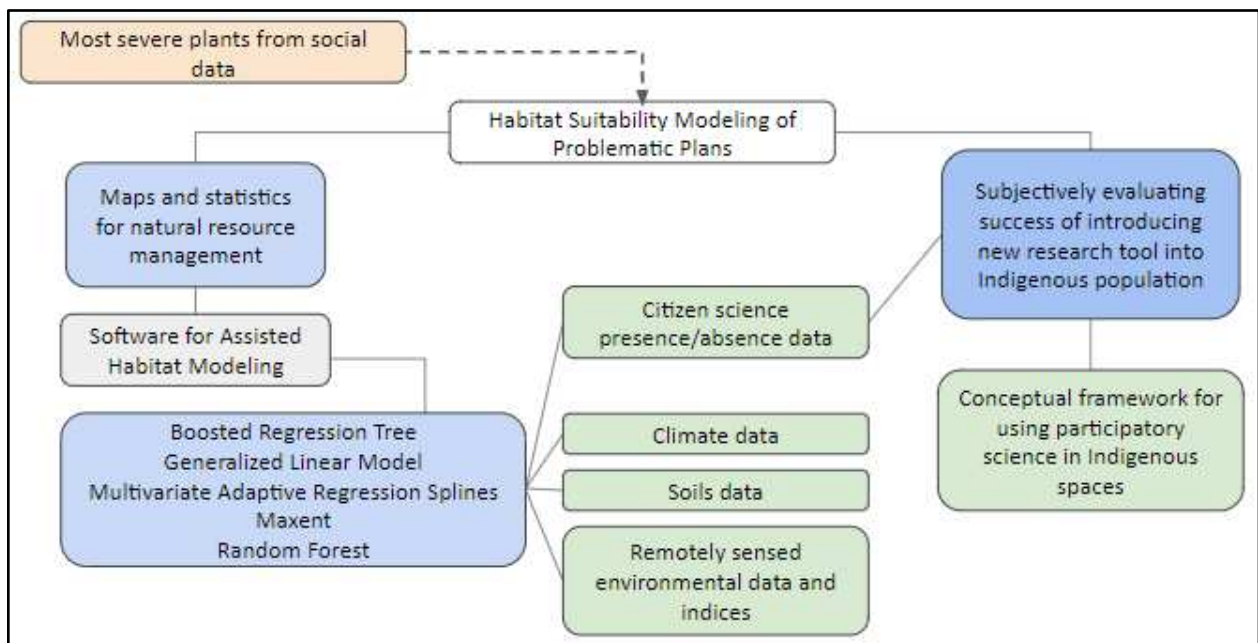 Most severe plants from social
data
Habitat Suitability Modeling of
Problematic Plans
Maps and statistics
for natural resource
management
Subjectively evaluating
success of introducing
new research tool into
Indigenous population
Software for Assisted
Habitat Modeling
Citizen science
presence/absence data
Boosted Regression Tree
Generalized Linear Model
Multivariate Adaptive Regression Splines
Maxent
Random Forest
Climate data
Soils data
Remotely sensed
environmental data and
indices
Conceptual framework for
using participatory
science in Indigenous
spaces